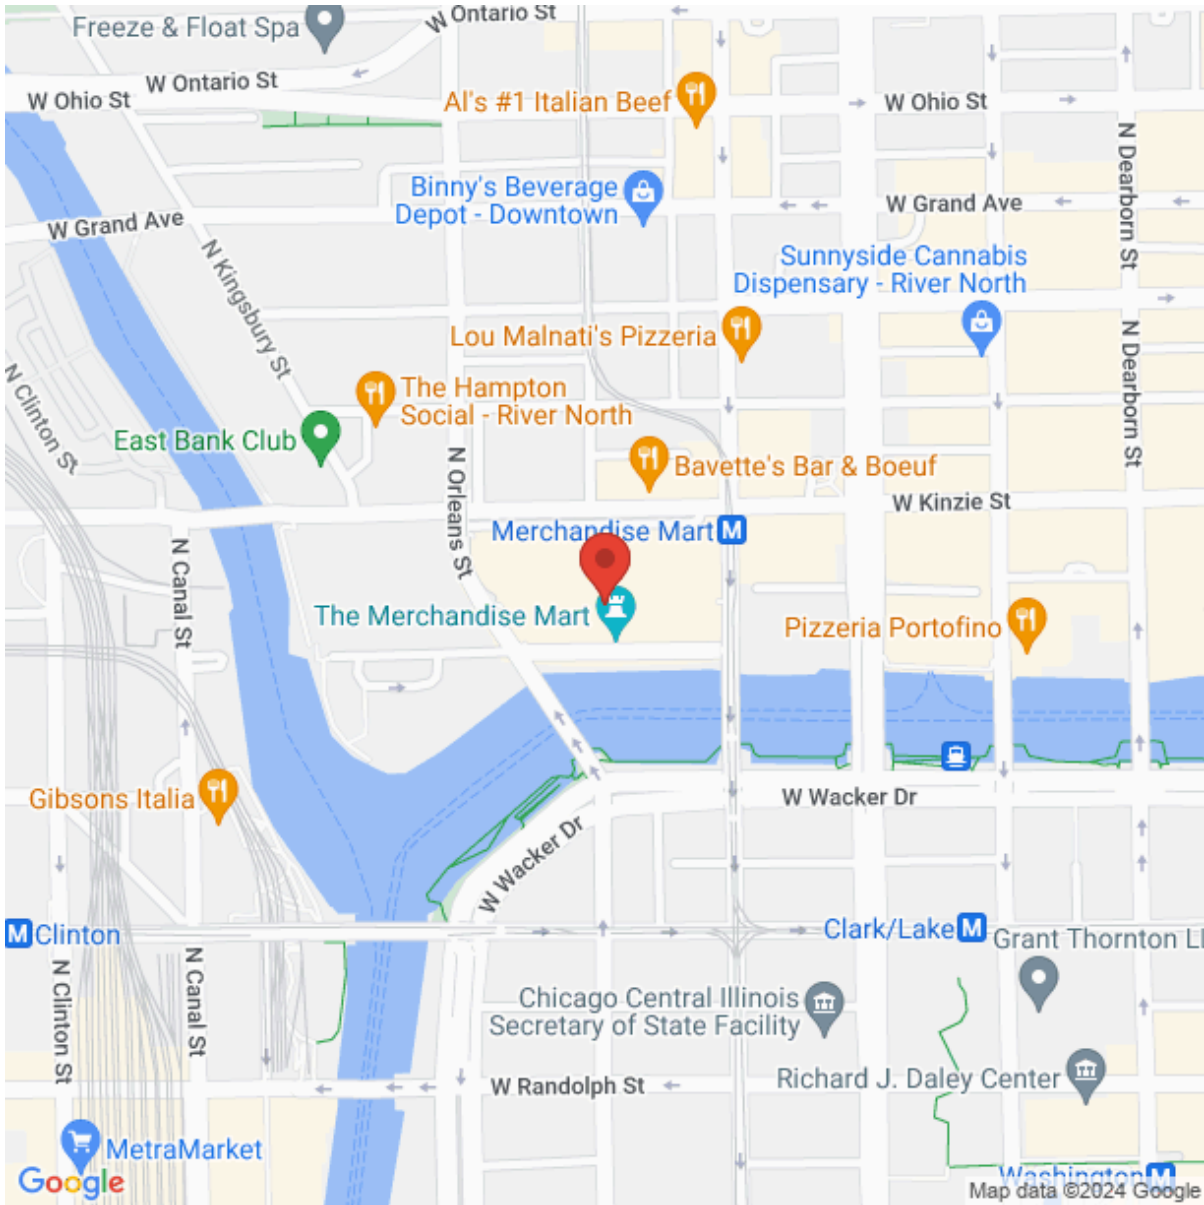 W Ontario St
Freeze & Float Spa
W Ontario St
W Ohio St
Al's #1 Italian Beef
W Ohio St
N Dearborn St
Binny's Beverage
Depot - Downtown
W Grand Ave
W Grand Ave
N Kingsbury St
Sunnyside Cannabis
Dispensary - River North
Lou Malnati's Pizzeria
N Dearborn St
N Clinton St
The Hampton
Social - River North
East Bank Club
N Orleans St
Bavette's Bar & Boeuf
W Kinzie St
Merchandise Mart M
N Canal St
The Merchandise Mart
Pizzeria Portofino
Gibsons Italia
W Wacker Dr
W Wacker Dr
M Clinton
Clark/Lake M
Grant Thornton Ll
N Clinton St
N Canal St
Chicago Central Illinois
Secretary of State Facility
Richard J. Daley Center
W Randolph St
MetraMarket
Washington M
Google
Map data ©2024 Google